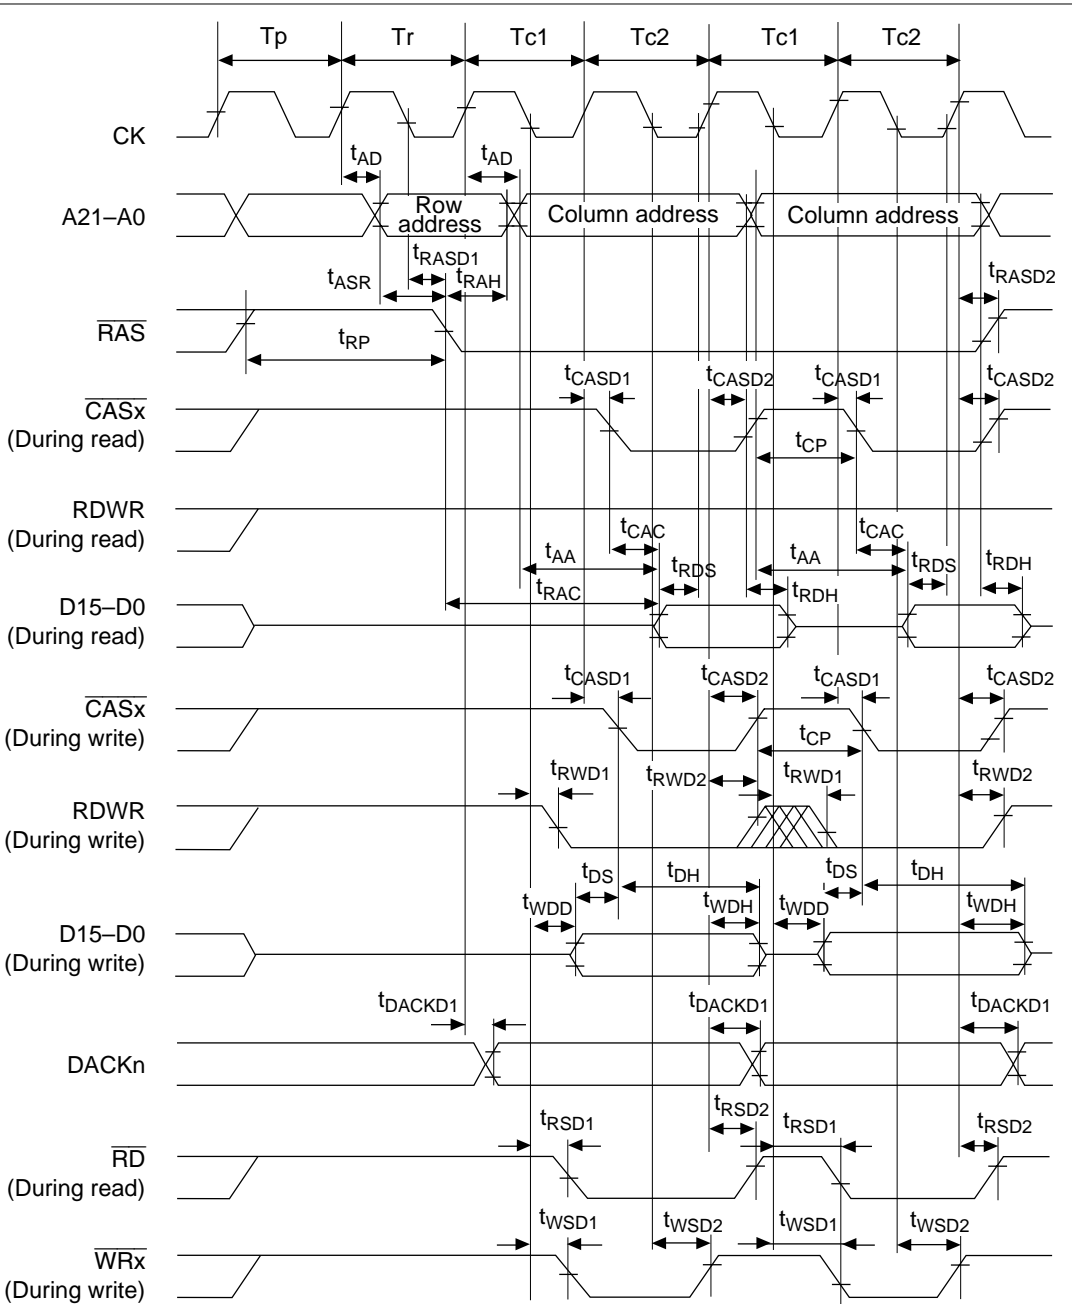 Tp Tr Tc1 Tc2 Tc1 Tc2
CK
tAD tAD
A21–A0 Row address Column address Column address
tRASD1
tASR tRAH tRASD2
RAS
tRP
tCASD1 tCASD2 tCASD1 tCASD2
CASx
(During read)
tCP
RDWR
(During read)
tCAC tCAC
tAA tRDS tAA tRDS tRDH
tRAC tRDH
D15–D0
(During read)
tCASD1 tCASD2 tCASD1 tCASD2
CASx
(During write)
tCP
tRWD1 tRWD2 tRWD1 tRWD2
RDWR
(During write)
tDS tDH tDS tDH
tWDD tWDH tWDD tWDH
D15–D0
(During write)
tDACKD1 tDACKD1 tDACKD1
DACKn
tRSD1 tRSD2 tRSD1 tRSD2
RD
(During read)
tWSD1 tWSD2 tWSD1 tWSD2
WRx
(During write)